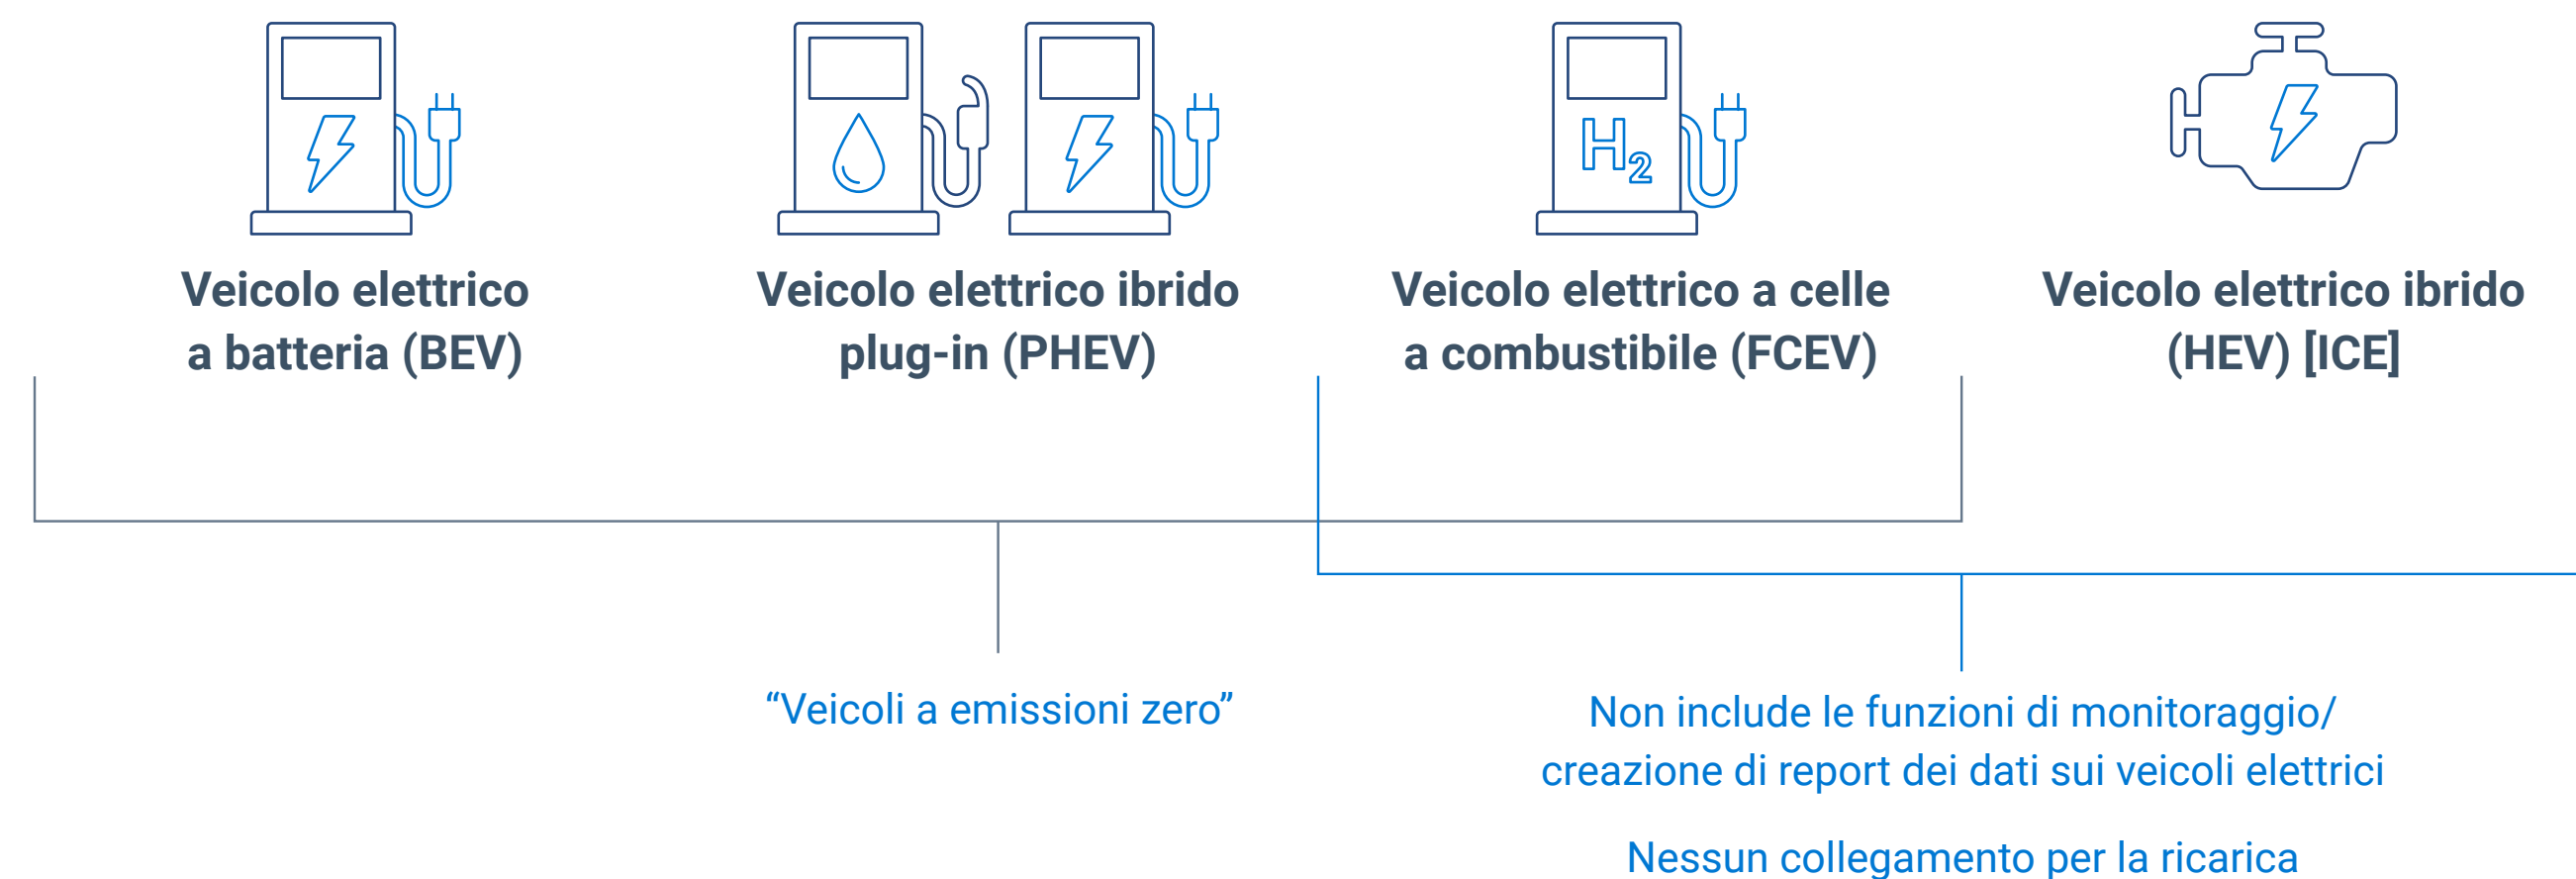 H2
Veicolo elettrico
a batteria (BEV)
Veicolo elettrico ibrido
plug-in (PHEV)
Veicolo elettrico a celle
a combustibile (FCEV)
Veicolo elettrico ibrido
(HEV) [ICE]
“Veicoli a emissioni zero”
Non include le funzioni di monitoraggio/
creazione di report dei dati sui veicoli elettrici
Nessun collegamento per la ricarica